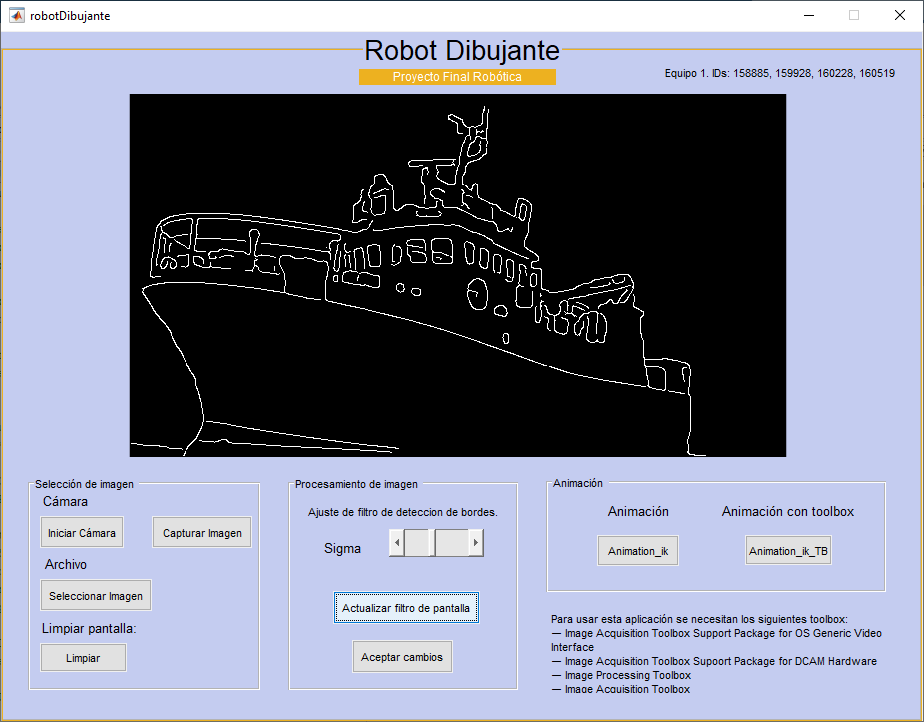 robotDibujante
Robot Dibujante
Proyecto Final Robótica
Equipo 1. IDs: 158885, 159928, 160228, 160519
Selección de imagen
Cámara
Iniciar Cámara
Capturar Imagen
Archivo
Seleccionar Imagen
Limpiar pantalla:
Limpiar
Procesamiento de imagen
Ajuste de filtro de deteccion de bordes.
Sigma
Actualizar filtro de pantalla
Aceptar cambios
Animación
Animación
Animación con toolbox
Animation_ik
Animation_ik_TB
Para usar esta aplicación se necesitan los siguientes toolbox:
— Image Acquisition Toolbox Support Package for OS Generic Video
Interface
— Image Acquisition Toolbox Supoort Package for DCAM Hardware
— Image Processing Toolbox
— Image Acquisition Toolbox